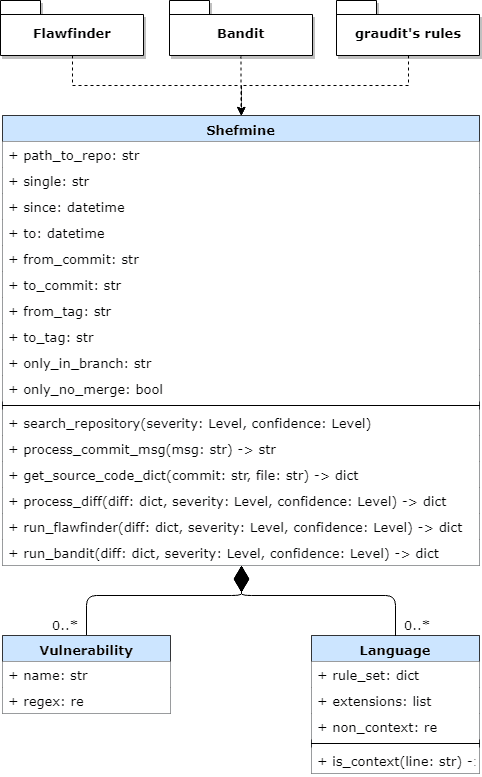 Flawfinder
Bandit
graudit's rules
Shefmine
+ path_to_repo: str
+ single: str
+ since: datetime
+ to: datetime
+ from_commit: str
+ to_commit: str
+ from_tag: str
+ to_tag: str
+ only_in_branch: str
+ only_no_merge: bool
+ search_repository(severity: Level, confidence: Level)
+ process_commit_msg(msg: str) -> str
+ get_source_code_dict(commit: str, file: str) -> dict
+ process_diff(diff: dict, severity: Level, confidence: Level) -> dict
+ run_flawfinder(diff: dict, severity: Level, confidence: Level) -> dict
+ run_bandit(diff: dict, severity: Level, confidence: Level) -> dict
0..*
0..*
Vulnerability
+ name: str
+ regex: re
Language
+ rule_set: dict
+ extensions: list
+ non_context: re
+ is_context(line: str) -